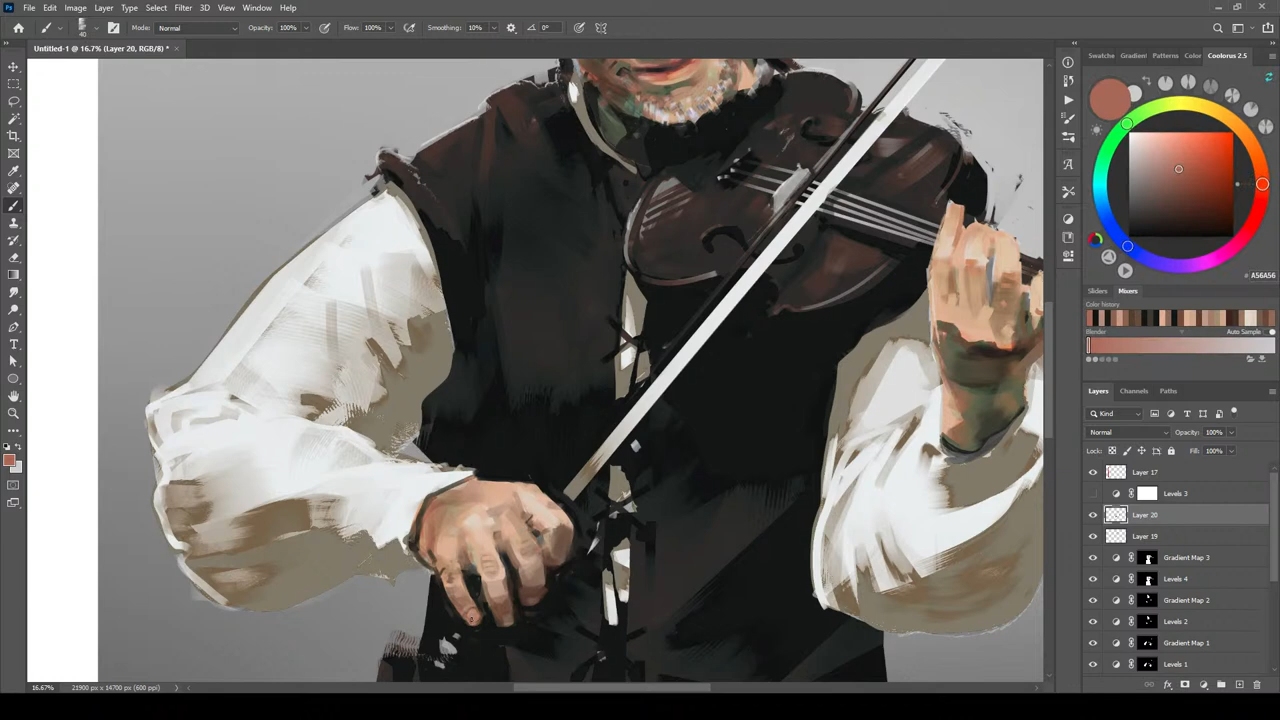 File Edit Image Layer Type Select Filter 3D View Window Help
40 Mode: Normal Opacity: 100% Flow: 100% Smoothing: 10% 0°
Untitled-1 @ 16.7% (Layer 20, RGB/8) *
Swatche Gradient Patterns Color Coolorus 2.5
# A56A56
Sliders Mixers
Color history
Blender Auto Sample
Layers Channels Paths
Kind
Normal Opacity: 100%
Lock: Fill: 100%
Layer 17
Levels 3
Layer 20
Layer 19
Gradient Map 3
Levels 4
Gradient Map 2
Levels 2
Gradient Map 1
Levels 1
16.67% 21900 px x 14700 px (600 ppi)